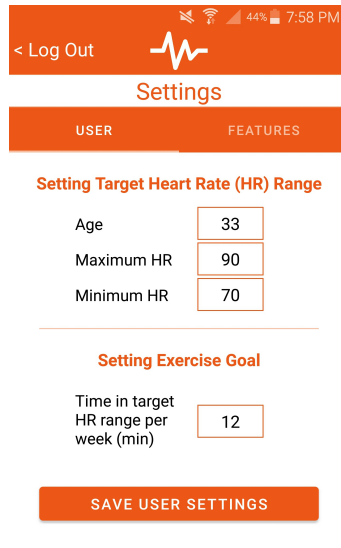 44% 7:58 PM
< Log Out
Settings
USER FEATURES
Setting Target Heart Rate (HR) Range
Age 33
Maximum HR 90
Minimum HR 70
Setting Exercise Goal
Time in target
HR range per 12
week (min)
SAVE USER SETTINGS